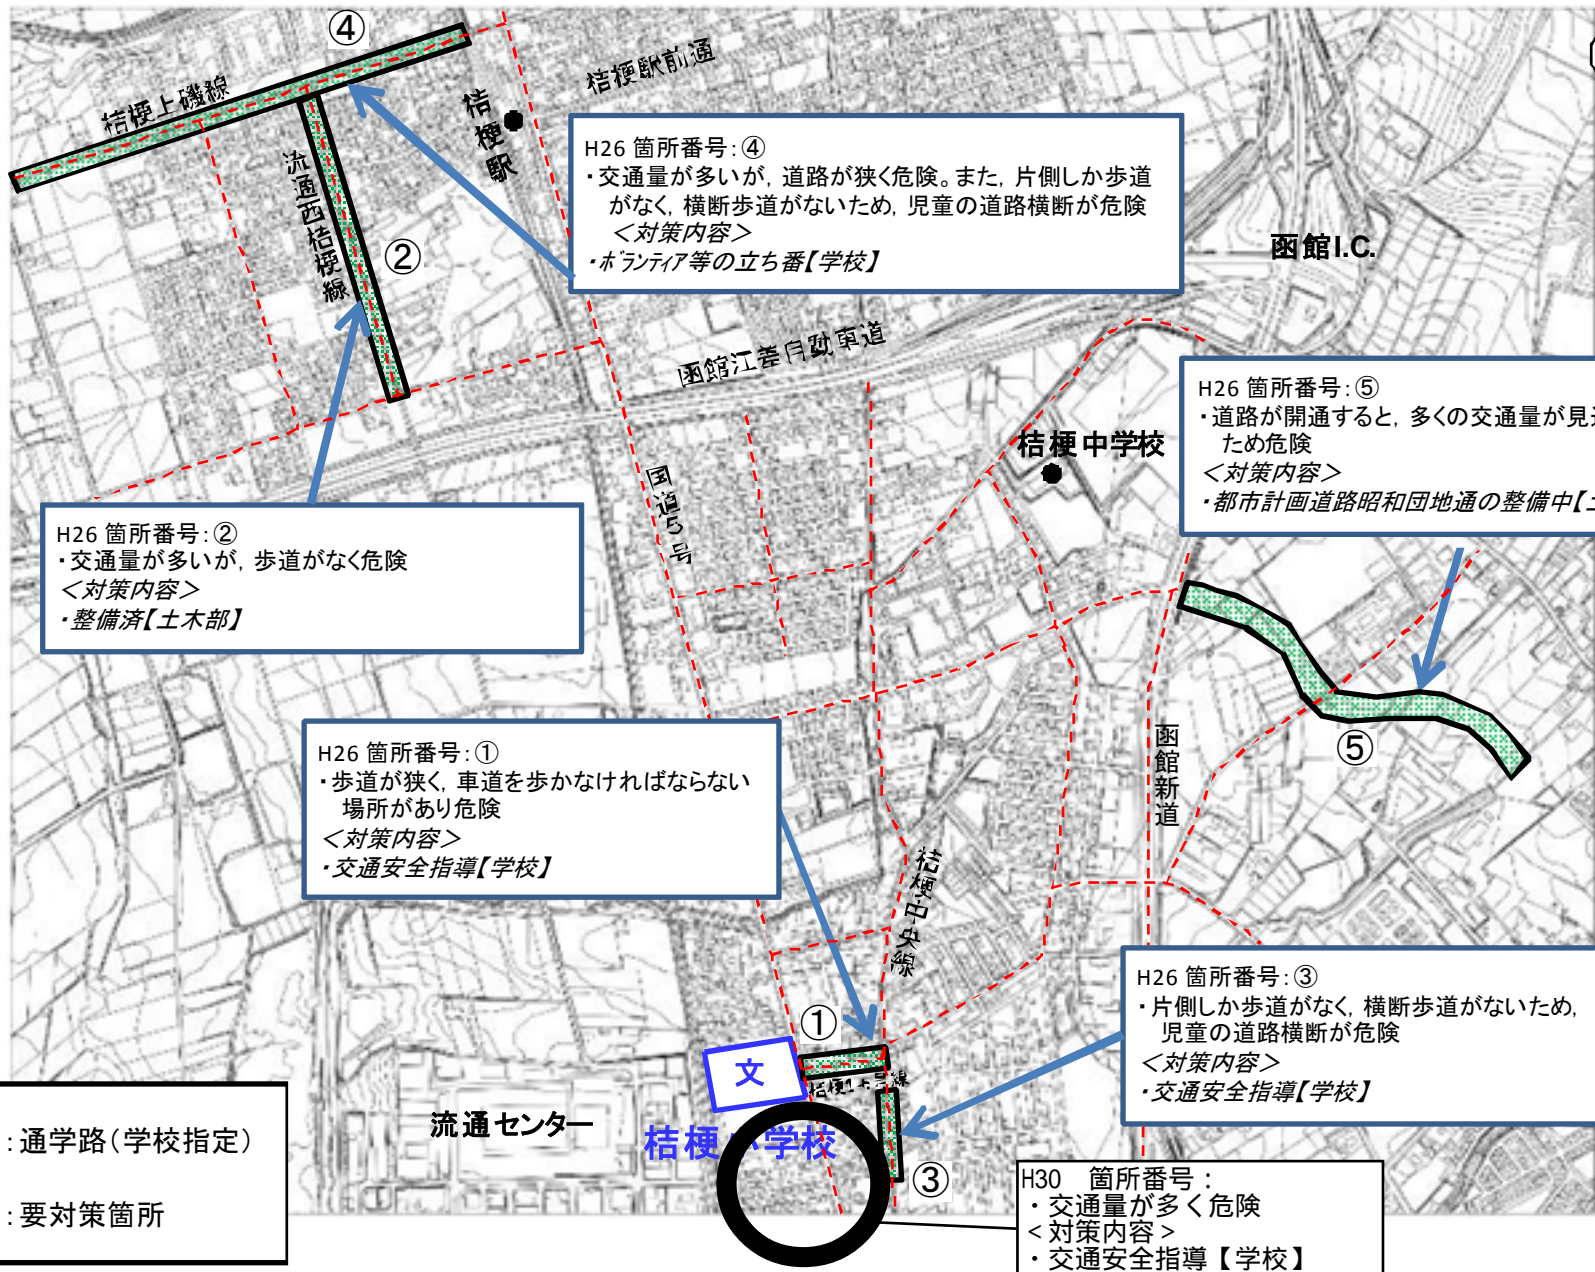 ④
桔梗駅前通
桔梗上磯線
桔梗駅
流通西桔梗線
②
H26 箇所番号：④
・交通量が多いが，道路が狭く危険。また，片側しか歩道
がなく，横断歩道がないため，児童の道路横断が危険
＜対策内容＞
・ボランティア等の立ち番【学校】
函館I.C.
函館江差自動車道
H26 箇所番号：⑤
・道路が開通すると，多くの交通量が見
ため危険
＜対策内容＞
・都市計画道路昭和団地通の整備中【
桔梗中学校
国道5号
H26 箇所番号：②
・交通量が多いが，歩道がなく危険
＜対策内容＞
・整備済【土木部】
H26 箇所番号：①
・歩道が狭く，車道を歩かなければならない
場所があり危険
＜対策内容＞
・交通安全指導【学校】
函館新道
⑤
桔梗中央線
H26 箇所番号：③
・片側しか歩道がなく，横断歩道がないため，
児童の道路横断が危険
＜対策内容＞
・交通安全指導【学校】
①
文
流通センター
桔梗小学校
③
：通学路（学校指定）
：要対策箇所
H30　箇所番号：
・交通量が多く危険
＜対策内容＞
・交通安全指導【学校】